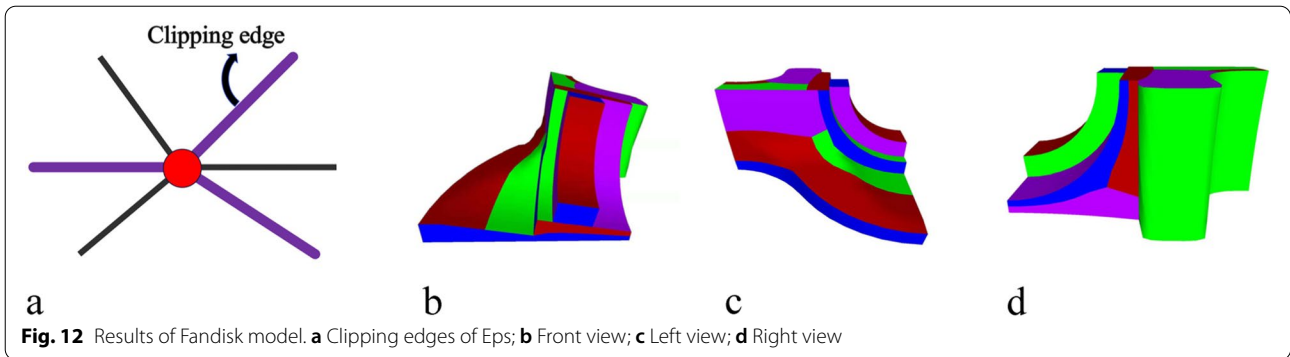 Clipping edge
a
b
c
d
Fig. 12 Results of Fandisk model. a Clipping edges of Eps; b Front view; c Left view; d Right view